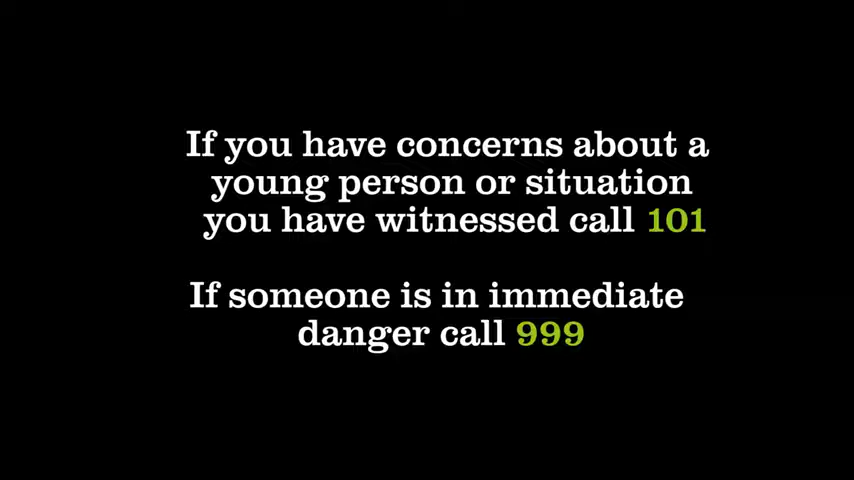 If you have concerns about a
young person or situation
you have witnessed call 101
If someone is in immediate
danger call 999